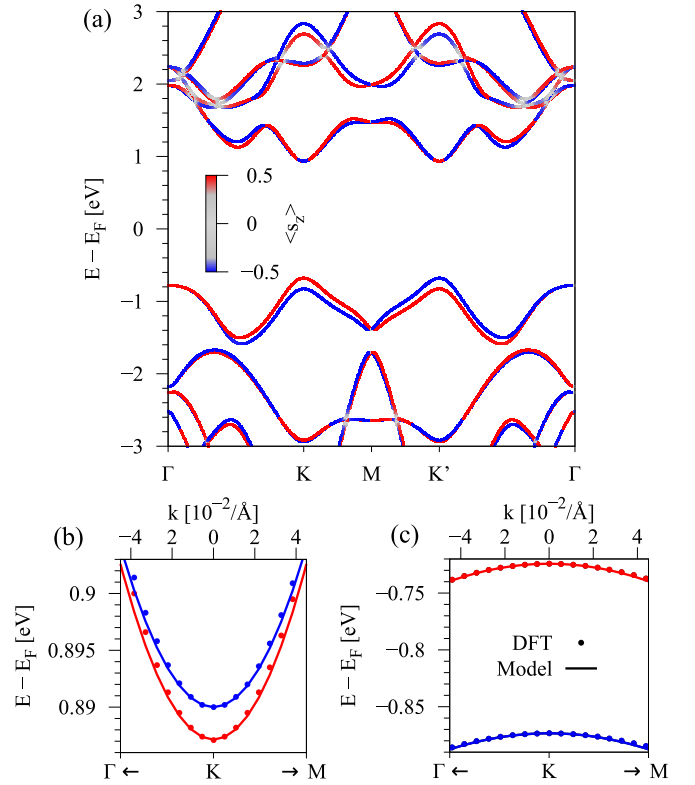 (a)
3
2
1
0
−1
−2
−3
E − E_F [eV]
0.5
0
−0.5
<s_z>
Γ K M K’ Γ
(b)
k [10^−2/Å]
−4 2 0 2 4
0.9
0.895
0.89
E − E_F [eV]
Γ ← K → M
(c)
k [10^−2/Å]
−4 2 0 2 4
−0.75
−0.8
−0.85
E − E_F [eV]
DFT
Model
Γ ← K → M